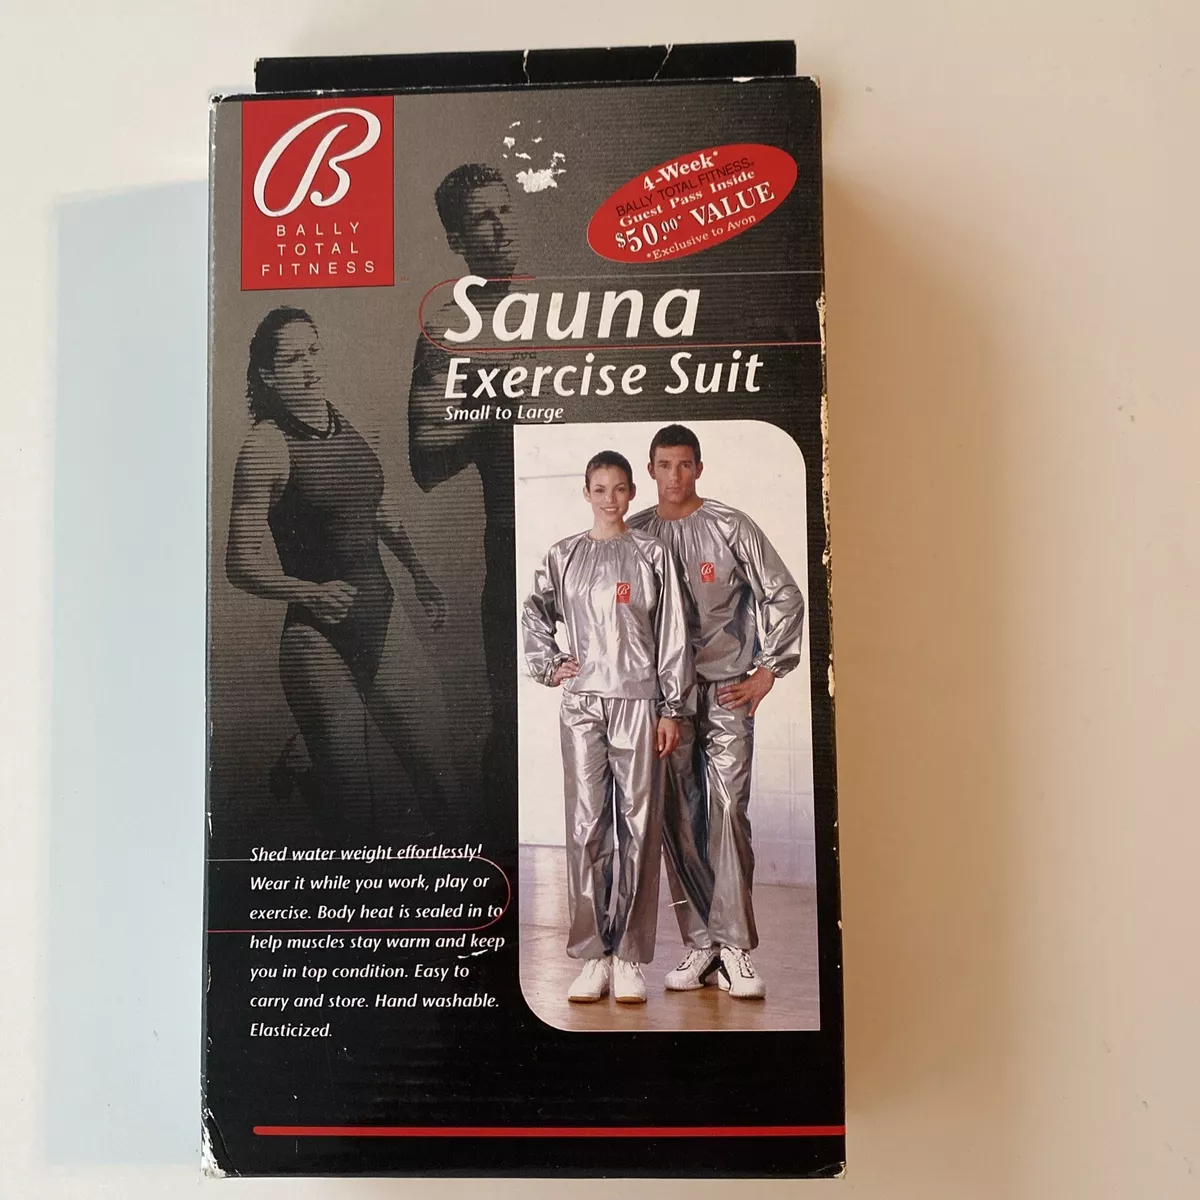 B
BALLY
TOTAL
FITNESS
4-Week*
BALLY TOTAL FITNESS®
Guest Pass Inside
$50.00* VALUE
*Exclusive to Avon
Sauna
Exercise Suit
Small to Large
B
B
Shed water weight effortlessly!
Wear it while you work, play or
exercise. Body heat is sealed in to
help muscles stay warm and keep
you in top condition. Easy to
carry and store. Hand washable.
Elasticized.